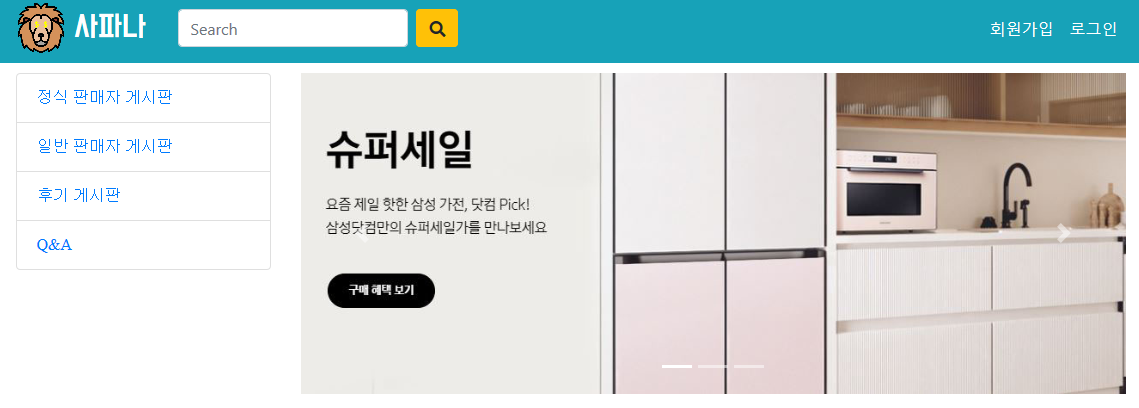 사파나
Search
회원가입 로그인
정식 판매자 게시판
일반 판매자 게시판
후기 게시판
Q&A
슈퍼세일
요즘 제일 핫한 삼성 가전, 닷컴 Pick!
삼성닷컴만의 슈퍼세일가를 만나보세요
구매 혜택 보기